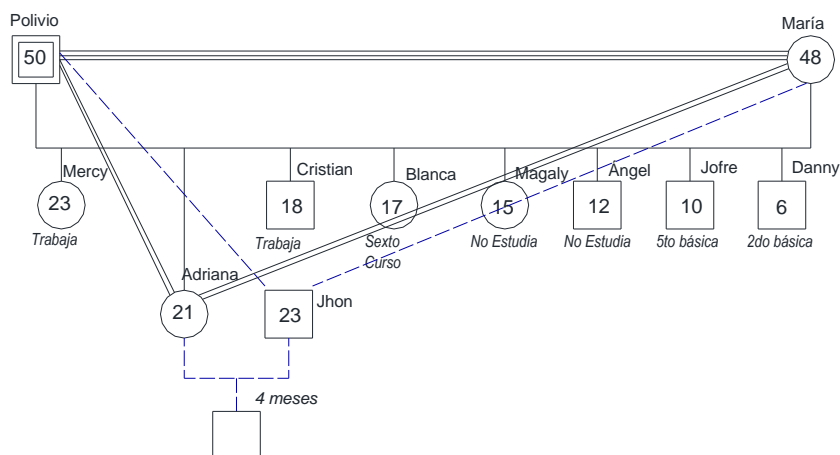 Polivio
María
50
48
Mercy
Cristian
Blanca
Magaly
Ángel
Jofre
Danny
23
18
17
15
12
10
6
Trabaja
Trabaja
Sexto
Curso
No Estudia
No Estudia
5to básica
2do básica
Adriana
Jhon
21
23
4 meses